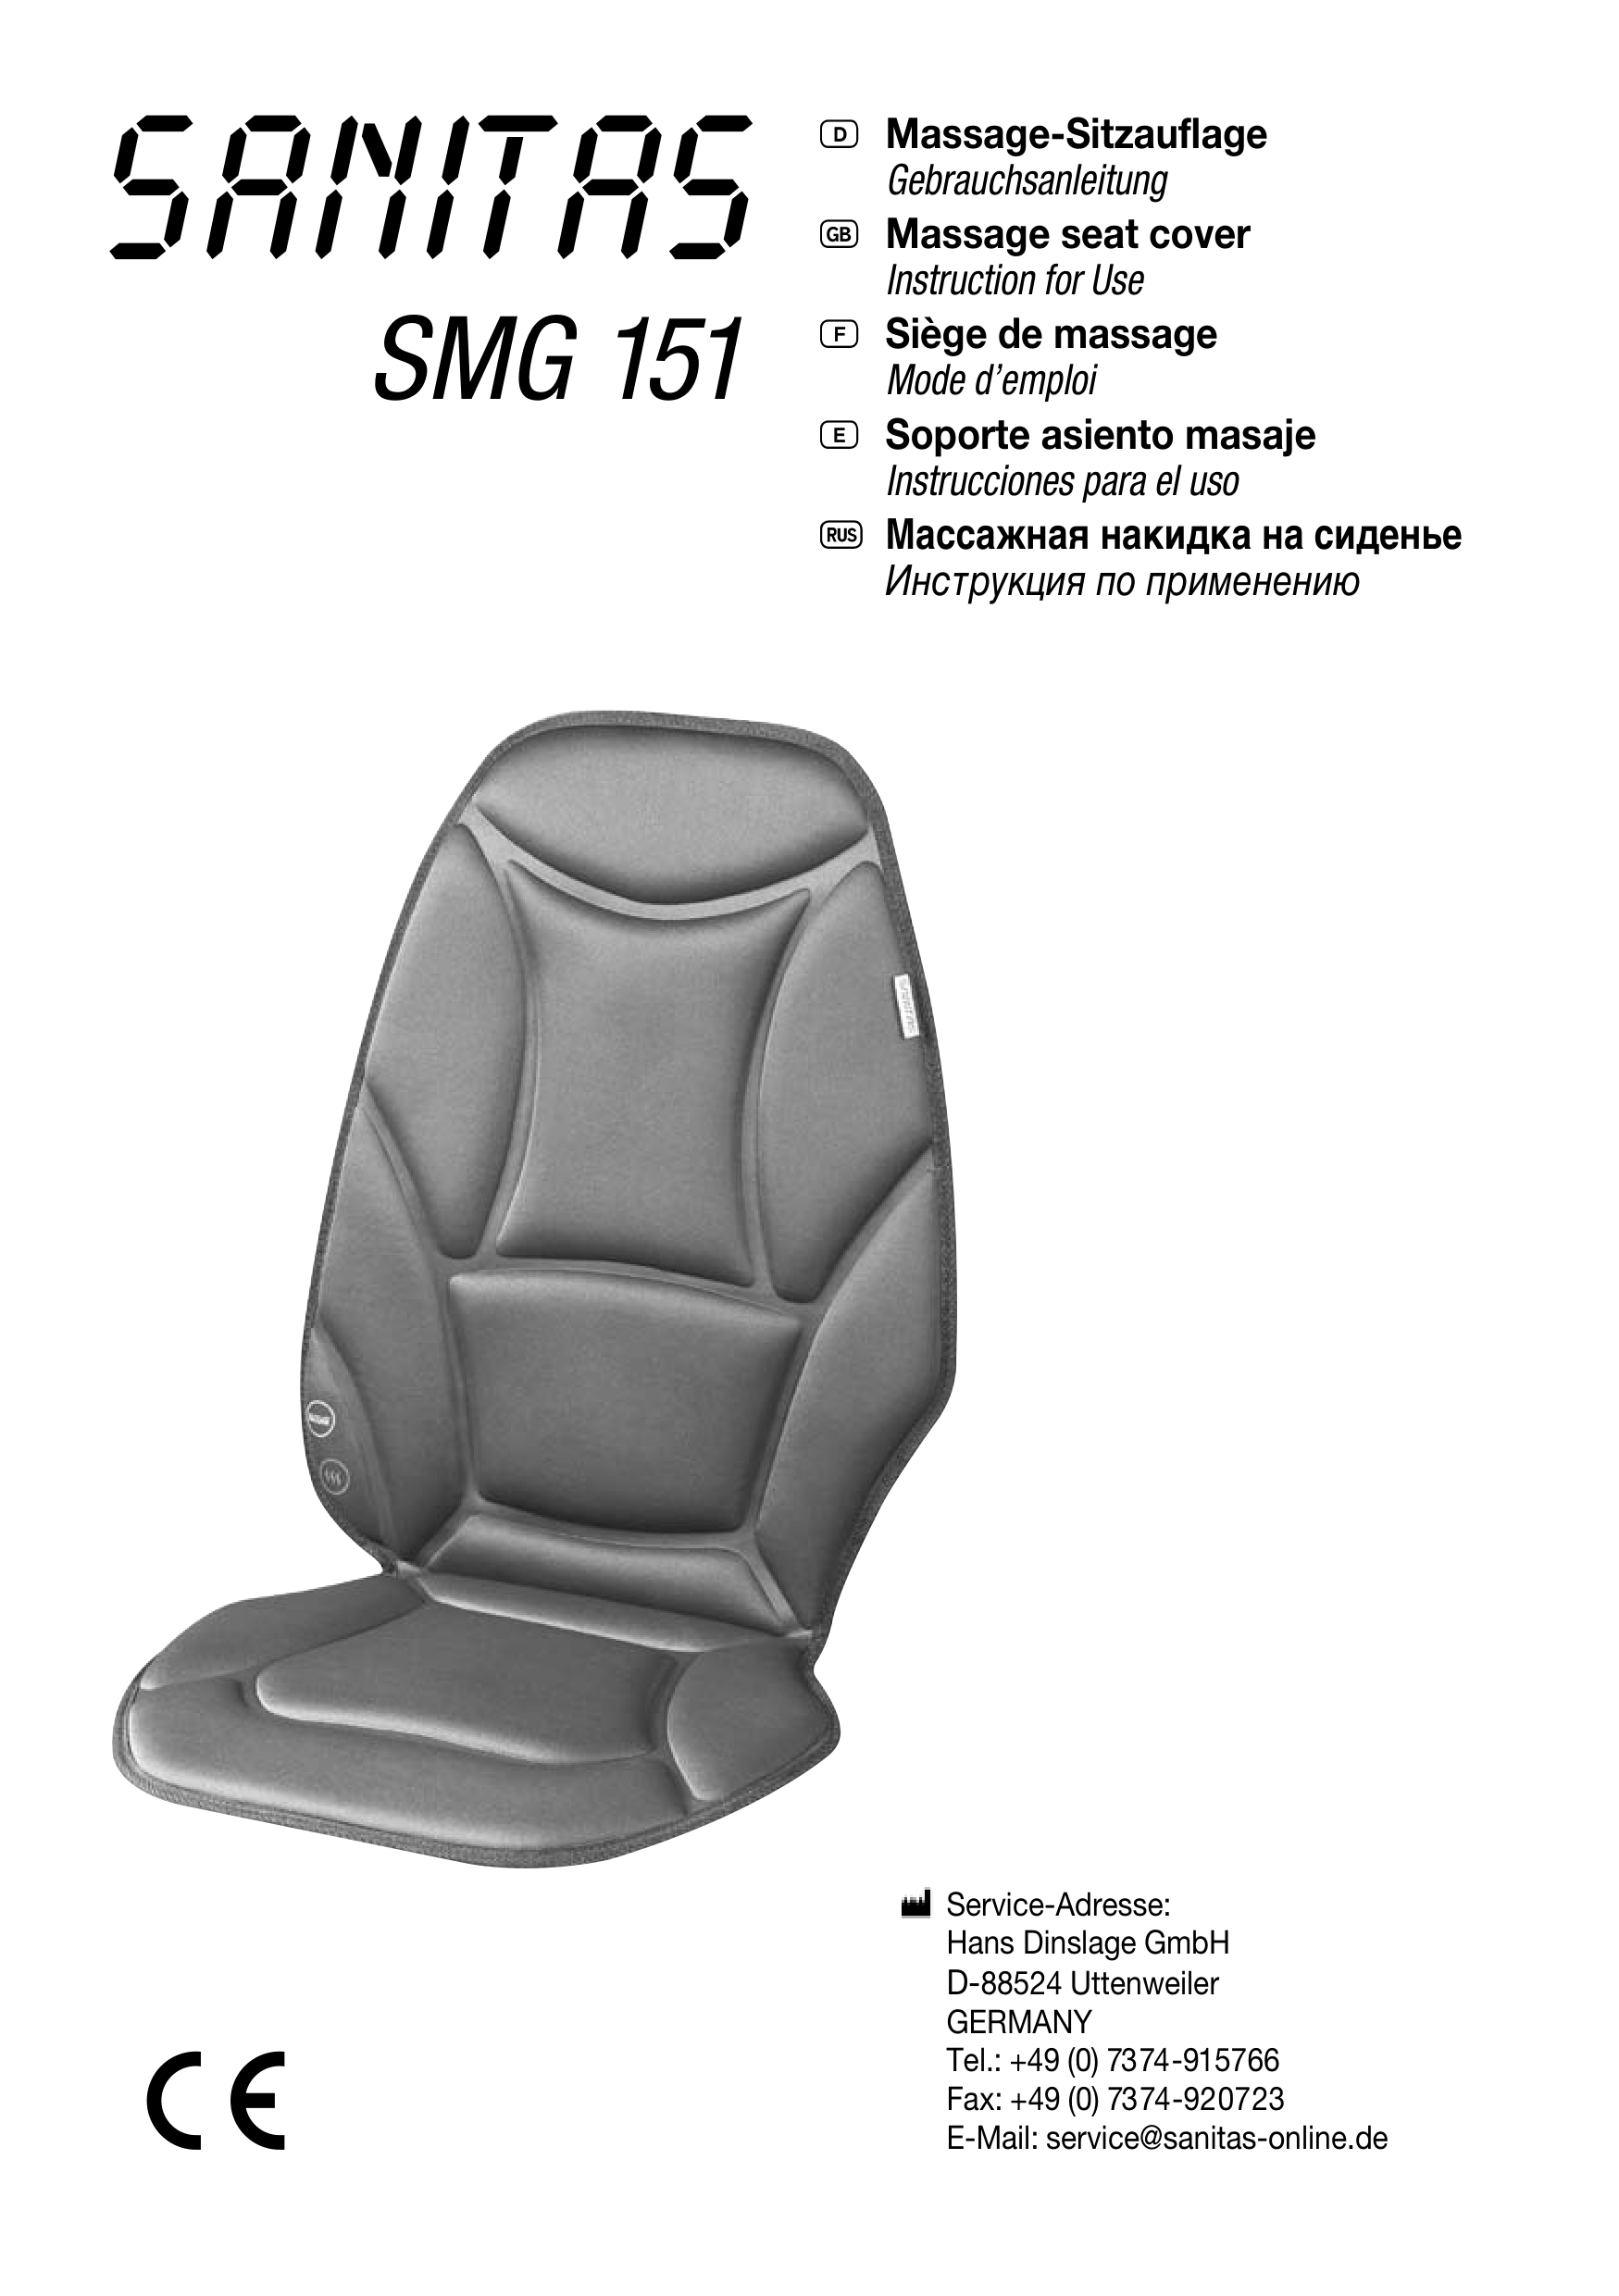 SANITAS
SMG 151
D Massage-Sitzauflage
Gebrauchsanleitung
GB Massage seat cover
Instruction for Use
F Siège de massage
Mode d'emploi
E Soporte asiento masaje
Instrucciones para el uso
RUS Массажная накидка на сиденье
Инструкция по применению
SANITAS
Service-Adresse:
Hans Dinslage GmbH
D-88524 Uttenweiler
GERMANY
Tel.: +49 (0) 7374-915766
Fax: +49 (0) 7374-920723
E-Mail: service@sanitas-online.de
CE